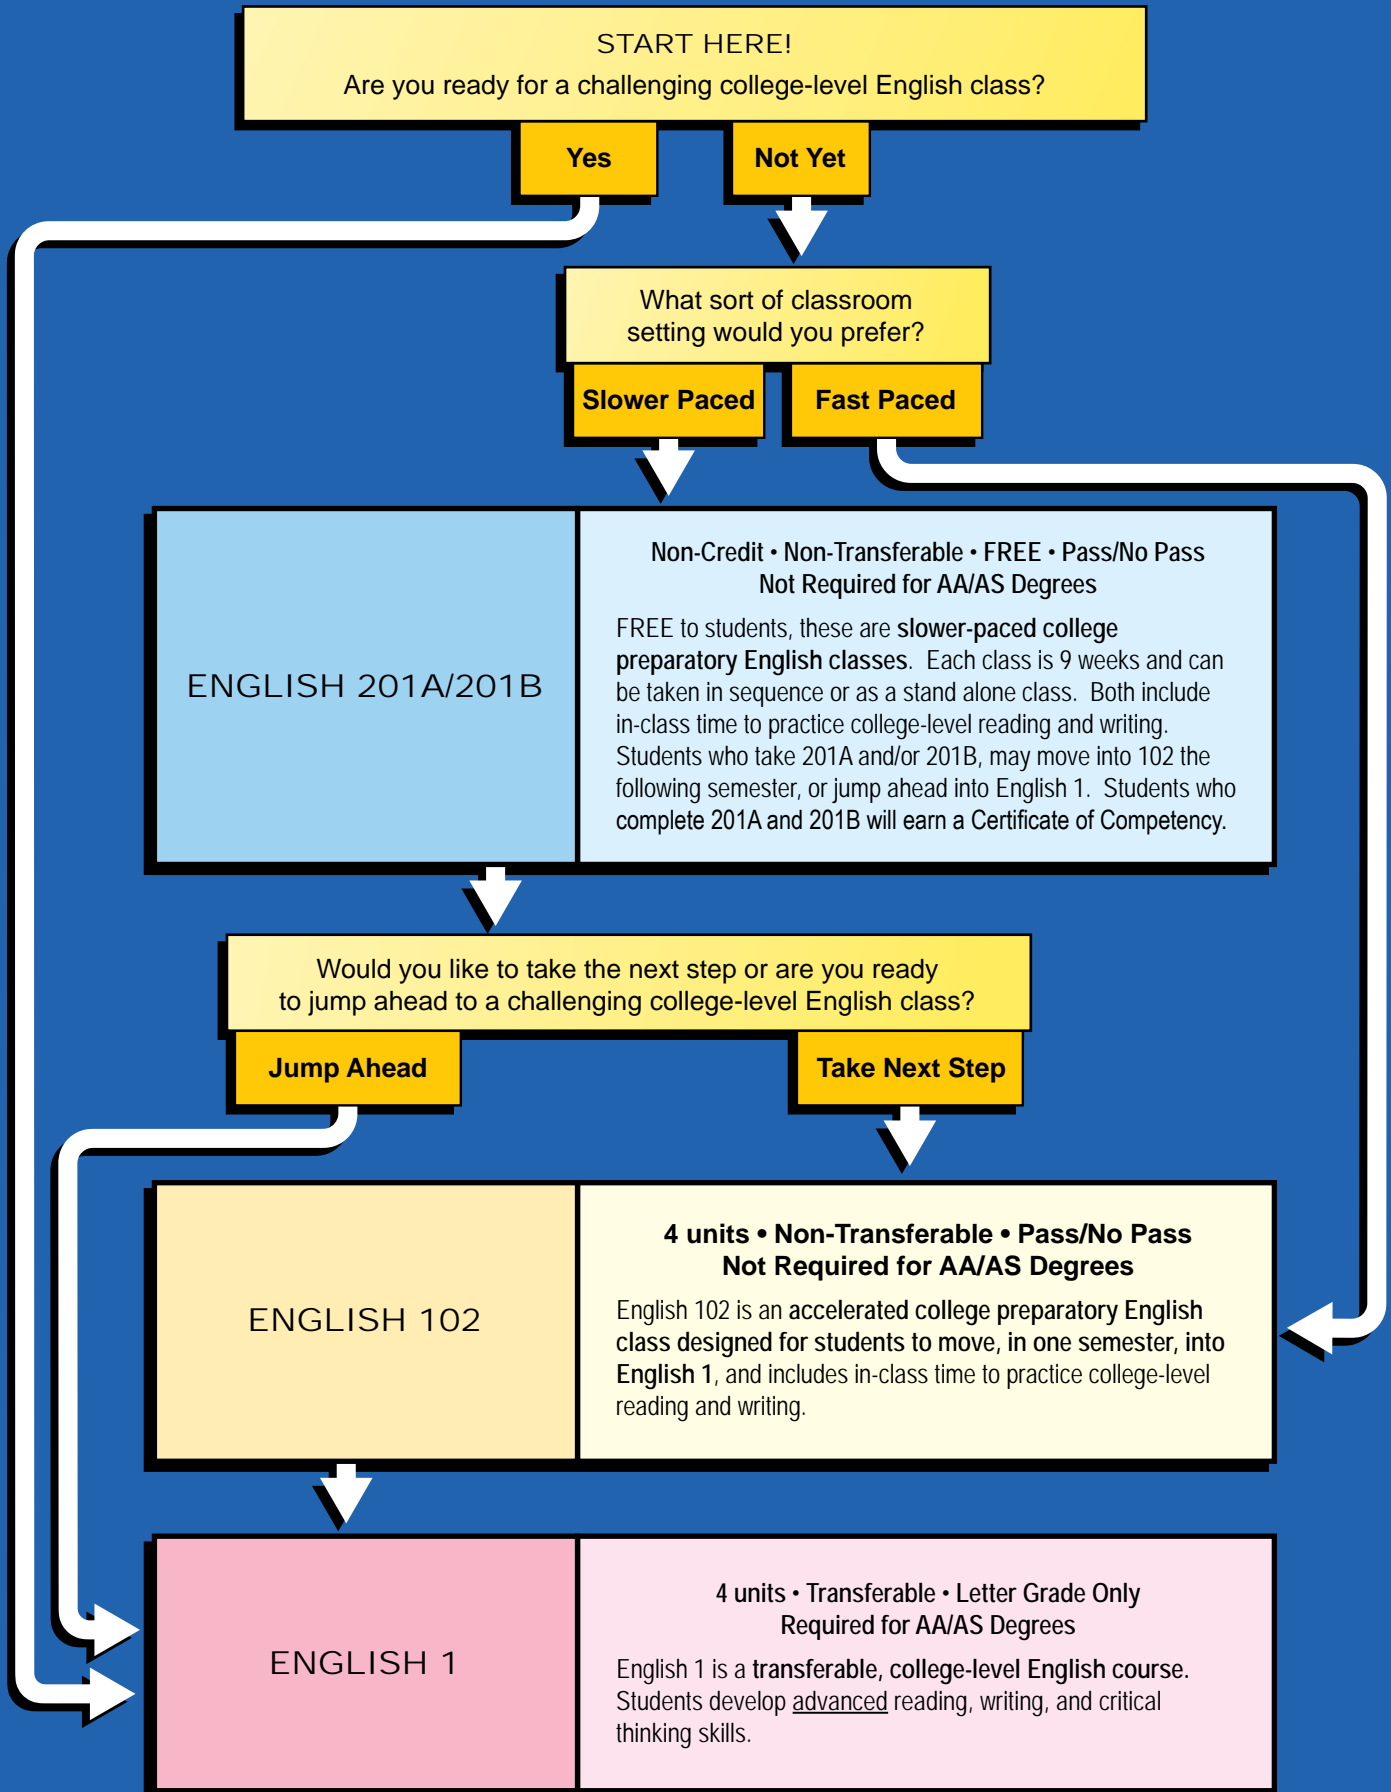 START HERE!
Are you ready for a challenging college-level English class?
Yes
Not Yet
What sort of classroom
setting would you prefer?
Slower Paced
Fast Paced
ENGLISH 201A/201B
Non-Credit • Non-Transferable • FREE • Pass/No Pass
Not Required for AA/AS Degrees
FREE to students, these are slower-paced college
preparatory English classes. Each class is 9 weeks and can
be taken in sequence or as a stand alone class. Both include
in-class time to practice college-level reading and writing.
Students who take 201A and/or 201B, may move into 102 the
following semester, or jump ahead into English 1. Students who
complete 201A and 201B will earn a Certificate of Competency.
Would you like to take the next step or are you ready
to jump ahead to a challenging college-level English class?
Jump Ahead
Take Next Step
ENGLISH 102
4 units • Non-Transferable • Pass/No Pass
Not Required for AA/AS Degrees
English 102 is an accelerated college preparatory English
class designed for students to move, in one semester, into
English 1, and includes in-class time to practice college-level
reading and writing.
ENGLISH 1
4 units • Transferable • Letter Grade Only
Required for AA/AS Degrees
English 1 is a transferable, college-level English course.
Students develop advanced reading, writing, and critical
thinking skills.